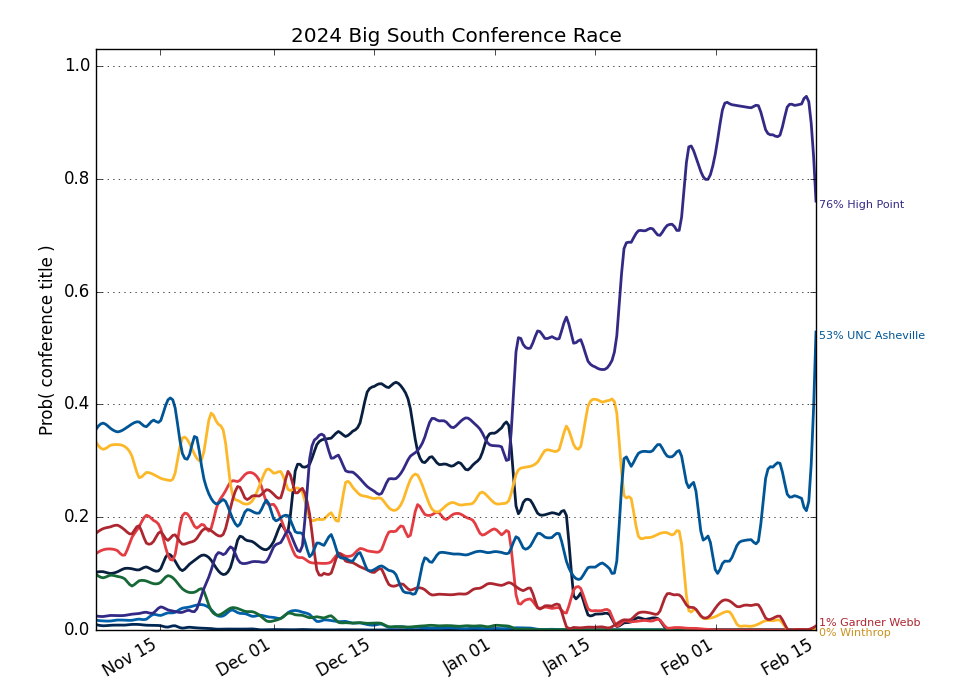 2024 Big South Conference Race
Prob( conference title )
1.0
0.8
0.6
0.4
0.2
0.0
76% High Point
53% UNC Asheville
1% Gardner Webb
0% Winthrop
Nov 15
Dec 01
Dec 15
Jan 01
Jan 15
Feb 01
Feb 15